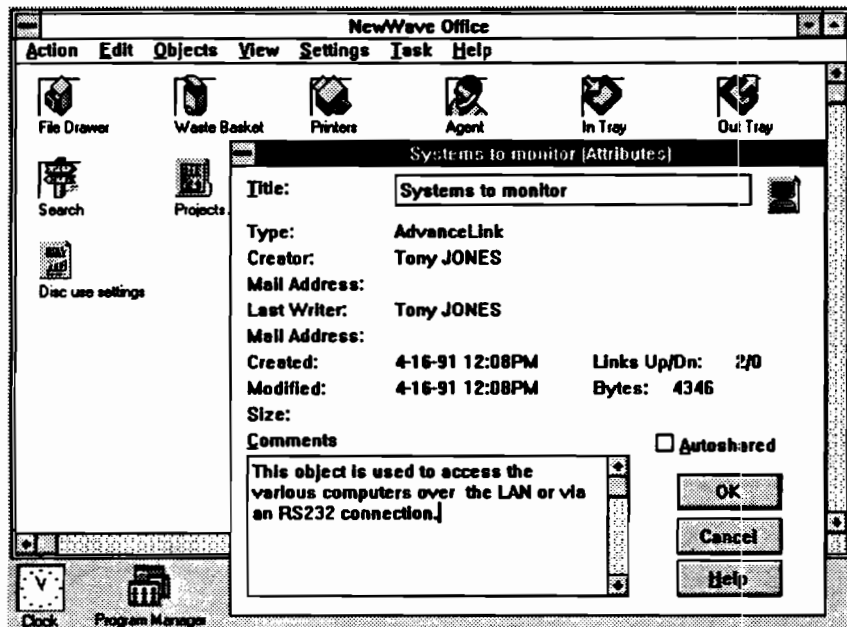 NewWave Office
Action Edit Objects View Settings Task Help
File Drawer Waste Basket Printers Agent In Tray Out Tray
Search Projects
Disc use settings
Systems to monitor (Attributes)
Title: Systems to monitor
Type: AdvanceLink
Creator: Tony JONES
Mail Address:
Last Writer: Tony JONES
Mail Address:
Created: 4-16-91 12:08PM Links Up/Dn: 2/0
Modified: 4-16-91 12:08PM Bytes: 4346
Size:
Comments
Autoshared
This object is used to access the
various computers over the LAN or via
an RS232 connection.
OK
Cancel
Help
Clock Program Manager